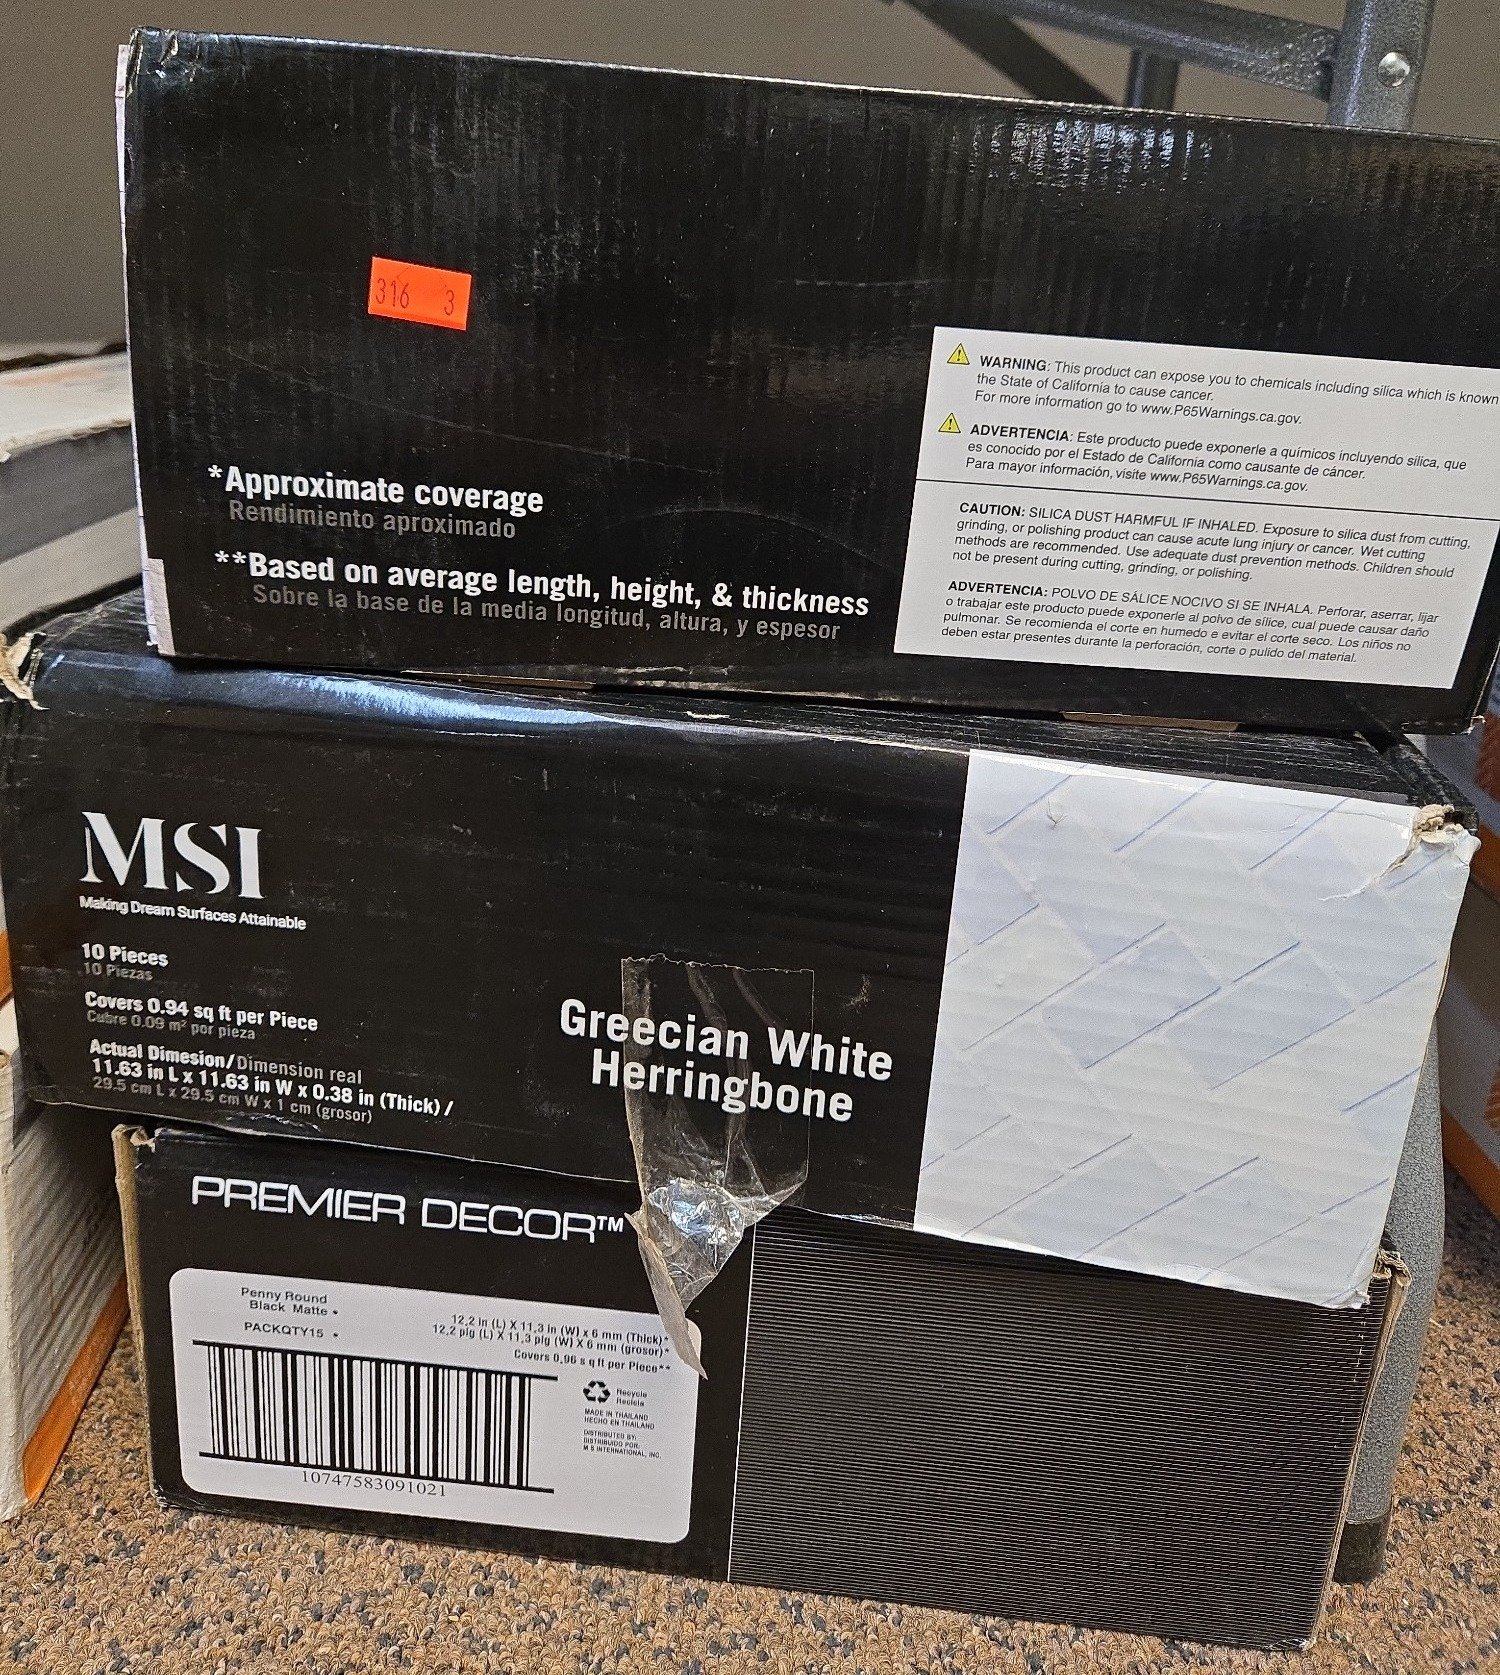 316 3
WARNING: This product can expose you to chemicals including silica which is known
the State of California to cause cancer.
For more information go to www.P65Warnings.ca.gov.
ADVERTENCIA: Este producto puede exponerle a químicos incluyendo sílica, que
es conocido por el Estado de California como causante de cáncer.
Para mayor información, visite www.P65Warnings.ca.gov.
*Approximate coverage
Rendimiento aproximado
**Based on average length, height, & thickness
Sobre la base de la media longitud, altura, y espesor
CAUTION: SILICA DUST HARMFUL IF INHALED. Exposure to silica dust from cutting,
grinding, or polishing product can cause acute lung injury or cancer. Wet cutting
methods are recommended. Use adequate dust prevention methods. Children should
not be present during cutting, grinding, or polishing.
ADVERTENCIA: POLVO DE SÁLICE NOCIVO SI SE INHALA. Perforar, aserrar, lijar
o trabajar este producto puede exponerle al polvo de sílice, cual puede causar daño
pulmonar. Se recomienda el corte en humedo e evitar el corte seco. Los niños no
deben estar presentes durante la perforación, corte o pulido del material.
MSI
Making Dream Surfaces Attainable
10 Pieces
10 Piezas
Covers 0.94 sq ft per Piece
Cubre 0.09 m² por pieza
Actual Dimesion/Dimension real
11.63 in L x 11.63 in W x 0.38 in (Thick) /
29.5 cm L x 29.5 cm W x 1 cm (grosor)
Greecian White
Herringbone
PREMIER DECOR™
Penny Round
Black Matte *
PACKQTY15 *
12.2 in (L) X 11.3 in (W) x 6 mm (Thick)*
12.2 plg (L) X 11.3 plg (W) X 6 mm (grosor)*
Covers 0.96 s q ft per Piece**
Recycle
Recicla
MADE IN THAILAND
HECHO EN THAILAND
DISTRIBUTED BY:
DISTRIBUIDO POR:
M S INTERNATIONAL, INC.
10747583091021